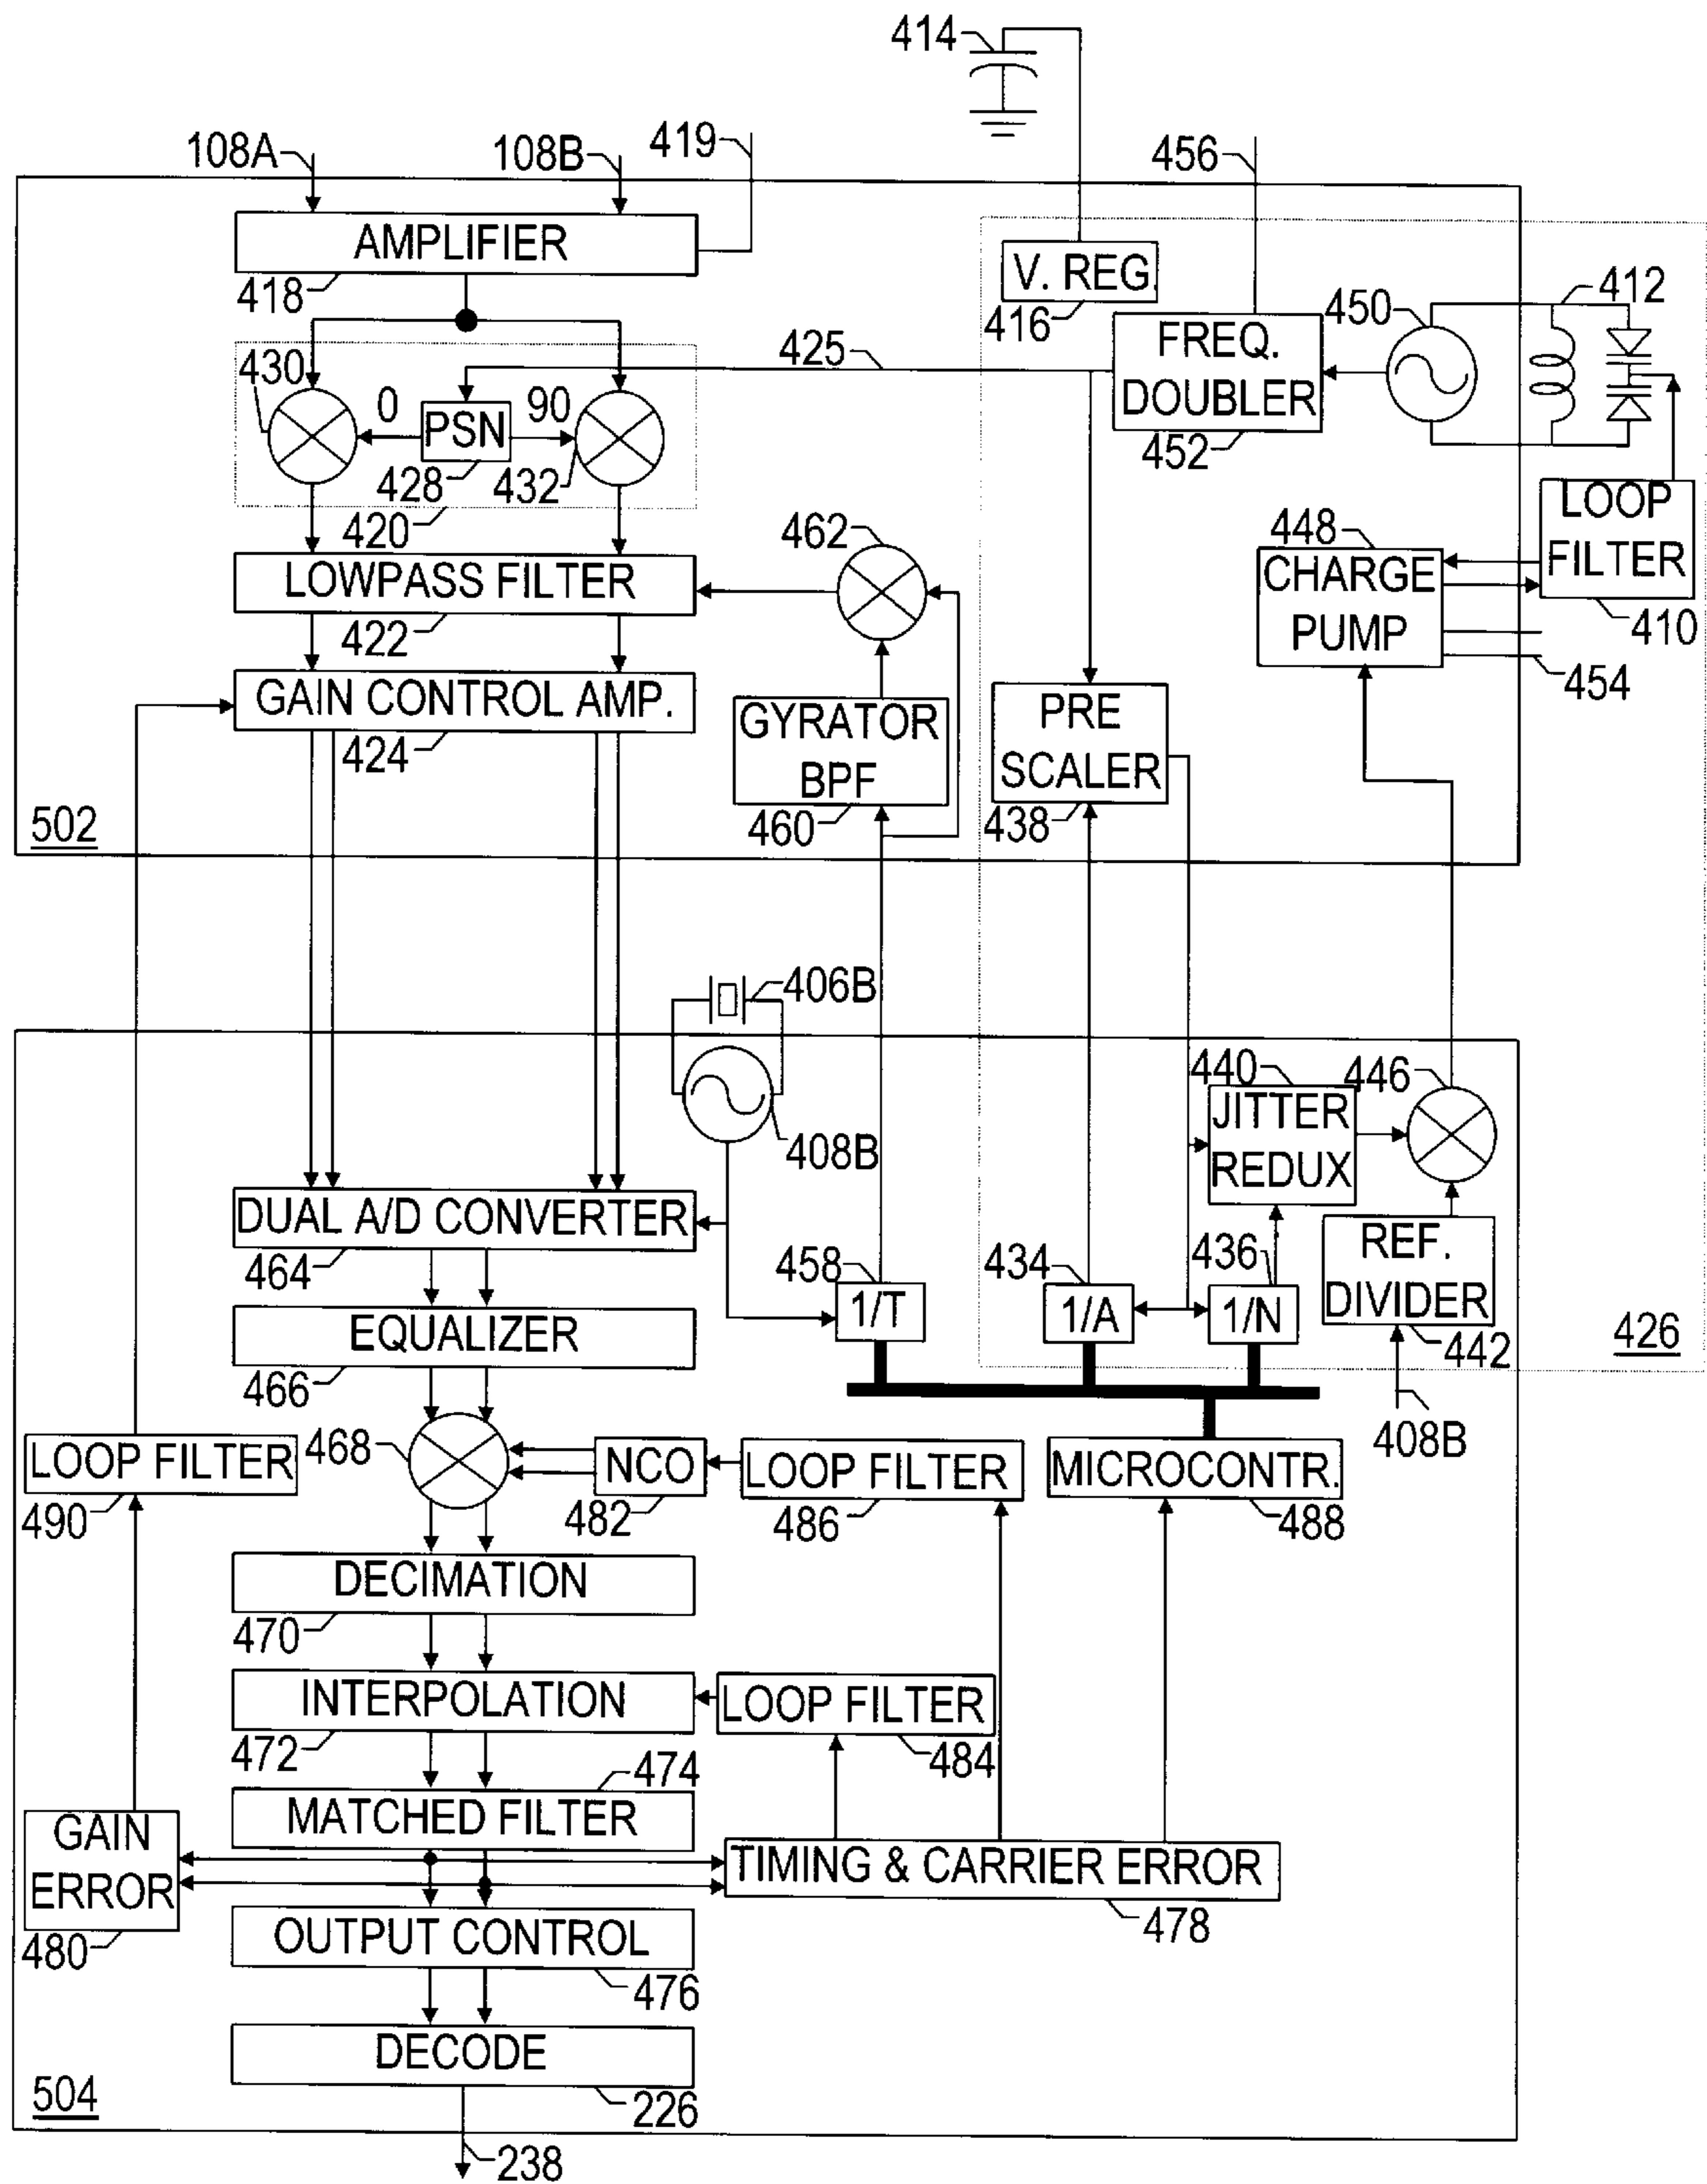 414
108A
108B
419
456
AMPLIFIER
418
V. REG.
416
412
450
430
0
PSN
90
428
432
425
FREQ.
DOUBLER
452
420
462
448
LOOP
FILTER
410
LOWPASS FILTER
422
CHARGE
PUMP
454
GAIN CONTROL AMP.
424
GYRATOR
BPF
460
PRE
SCALER
438
502
406B
408B
440
446
JITTER
REDUX
DUAL A/D CONVERTER
464
458
434
436
REF.
DIVIDER
442
426
1/T
1/A
1/N
EQUALIZER
466
408B
LOOP FILTER
490
468
NCO
482
LOOP FILTER
486
MICROCONTR.
488
DECIMATION
470
INTERPOLATION
472
LOOP FILTER
484
474
MATCHED FILTER
GAIN
ERROR
480
TIMING & CARRIER ERROR
478
OUTPUT CONTROL
476
DECODE
226
504
238